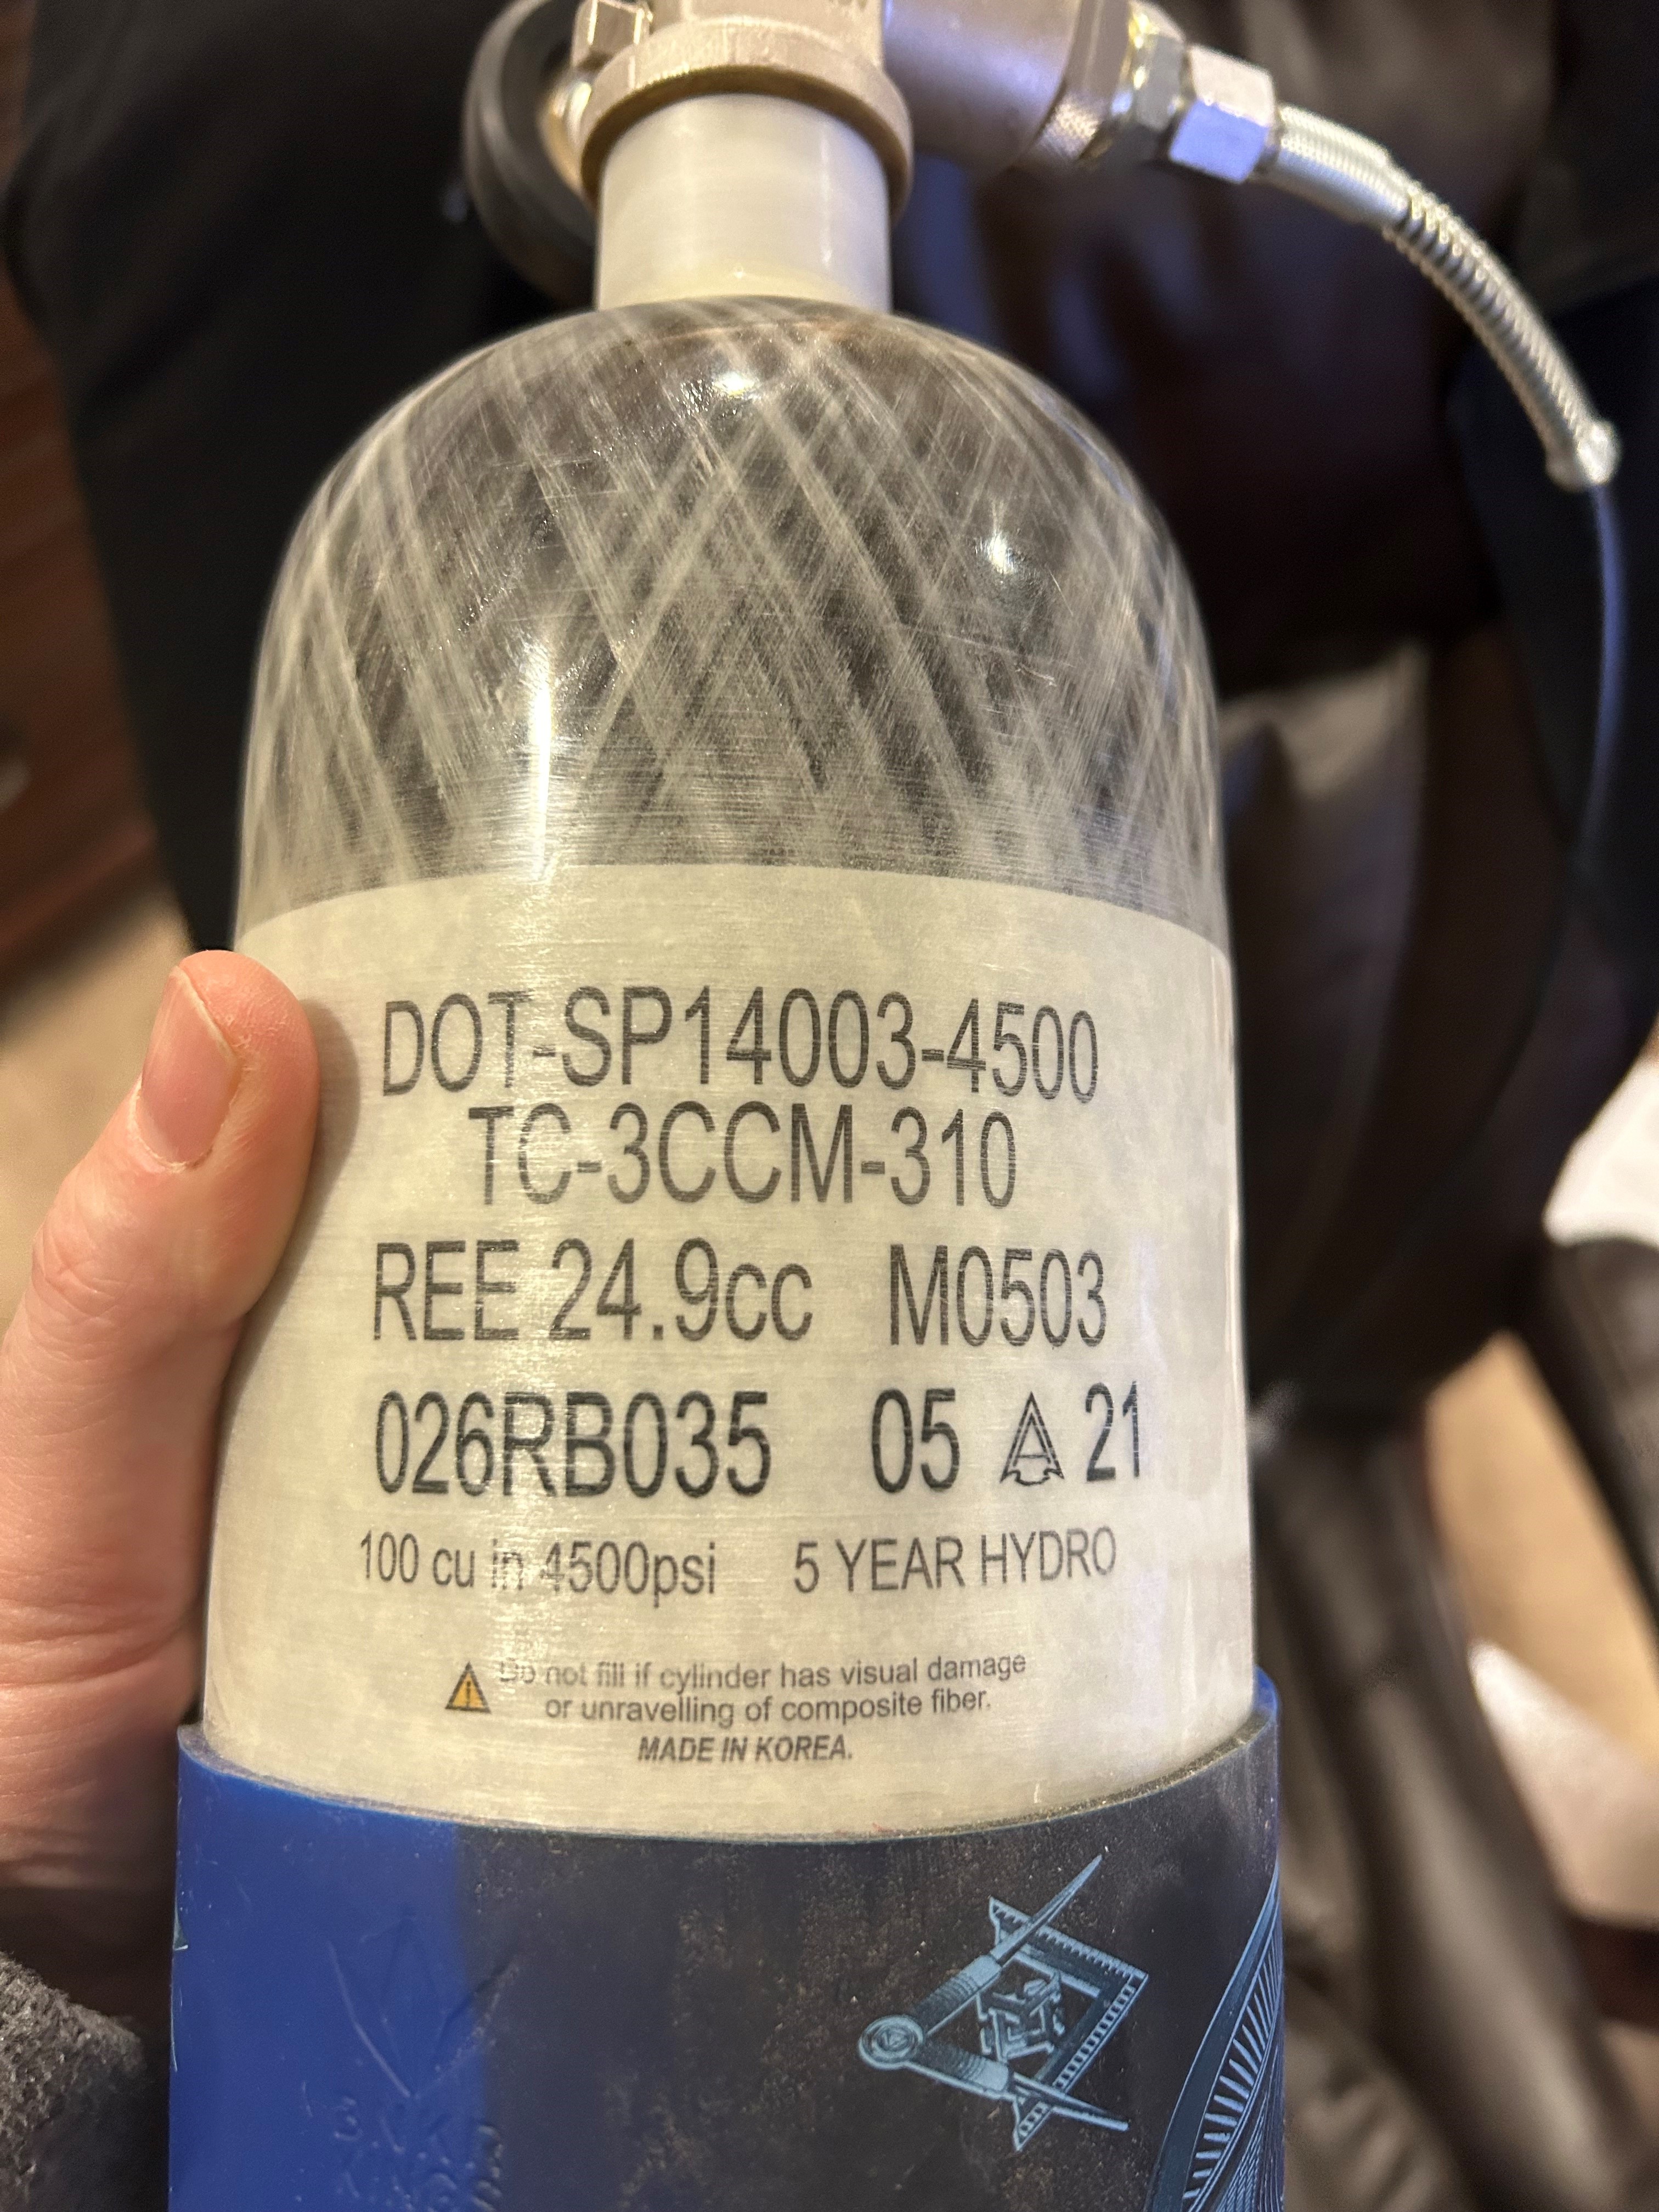 DOT-SP14003-4500
TC-3CCM-310
REE 24.9cc M0503
026RB035 05 A 21
100 cu in 4500psi 5 YEAR HYDRO
Do not fill if cylinder has visual damage
or unravelling of composite fiber.
MADE IN KOREA.